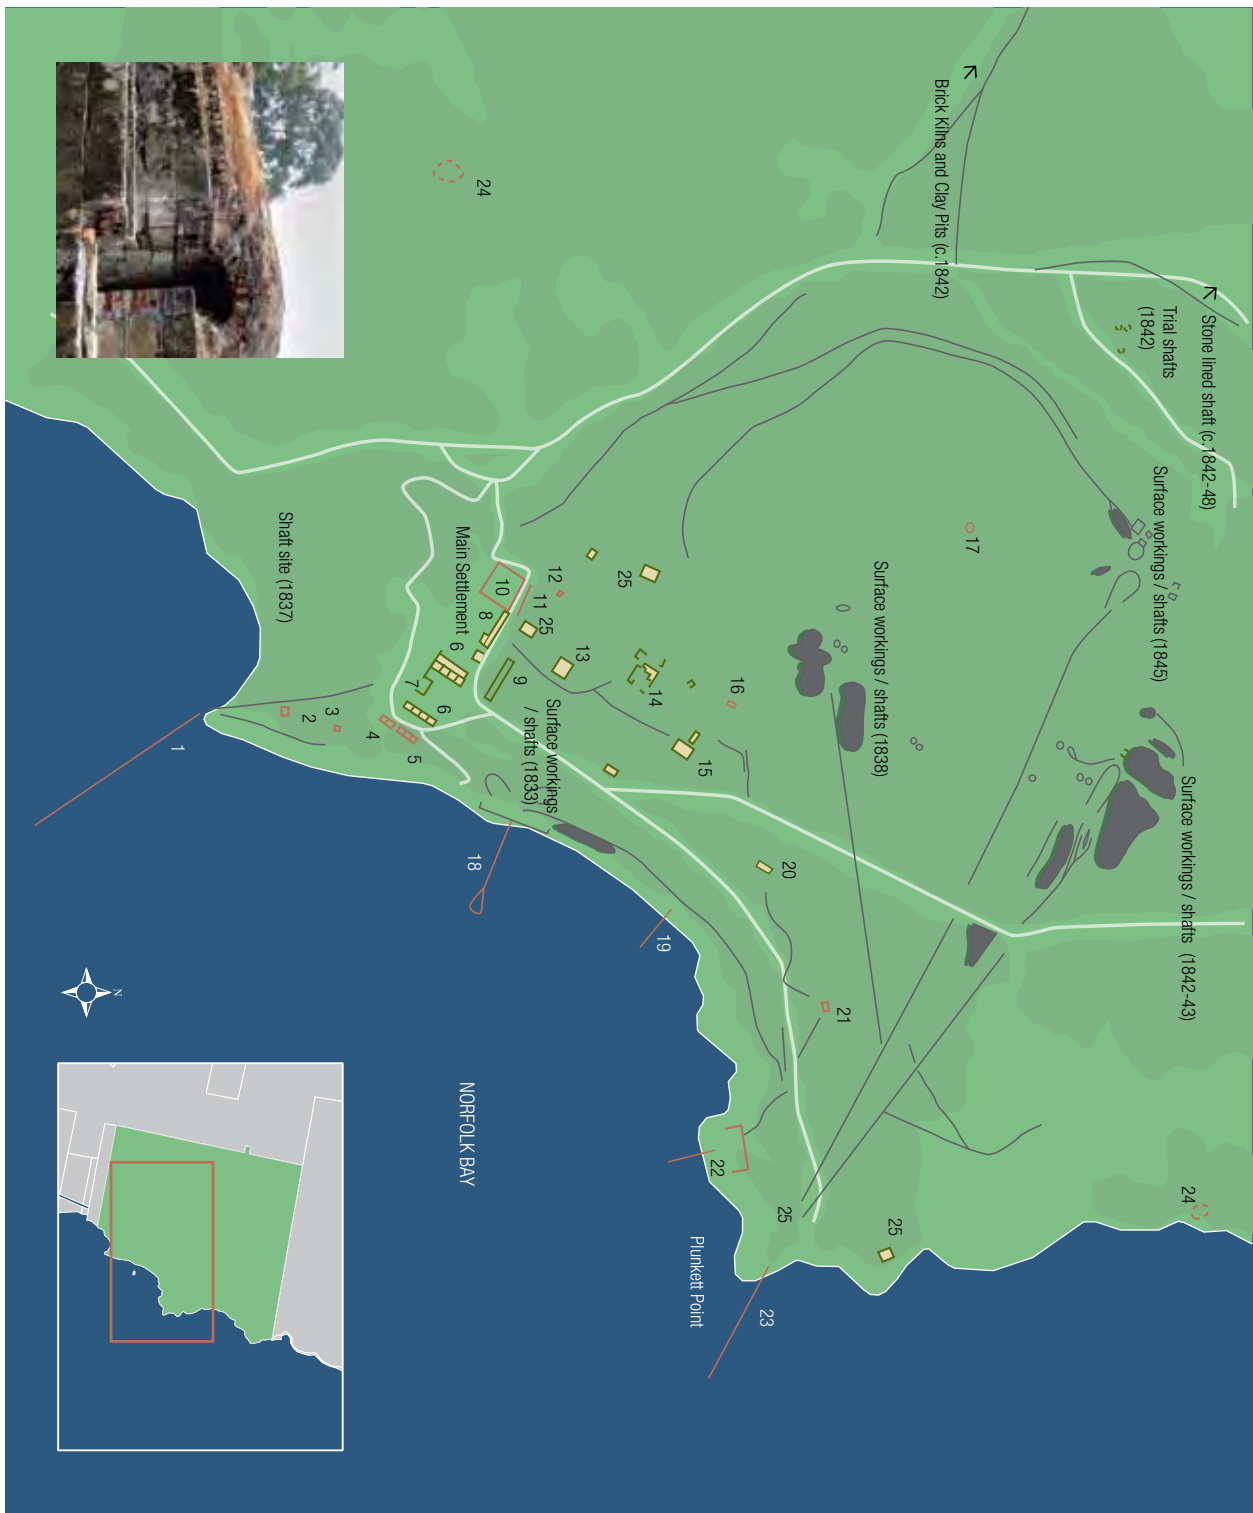 Brick Kilns and Clay Pits (c.1842)
Stone lined shaft (c.1842-48)
Trial shafts
(1842)
Surface workings / shafts (1845)
Surface workings / shafts (1838)
Surface workings / shafts (1842-43)
Surface workings
/ shafts (1833)
Main Settlement
Shaft site (1837)
NORFOLK BAY
Plunkett Point
N
1
2
3
4
5
6
6
7
8
9
10
11
12
13
14
15
16
17
18
19
20
21
22
23
24
24
25
25
25
25